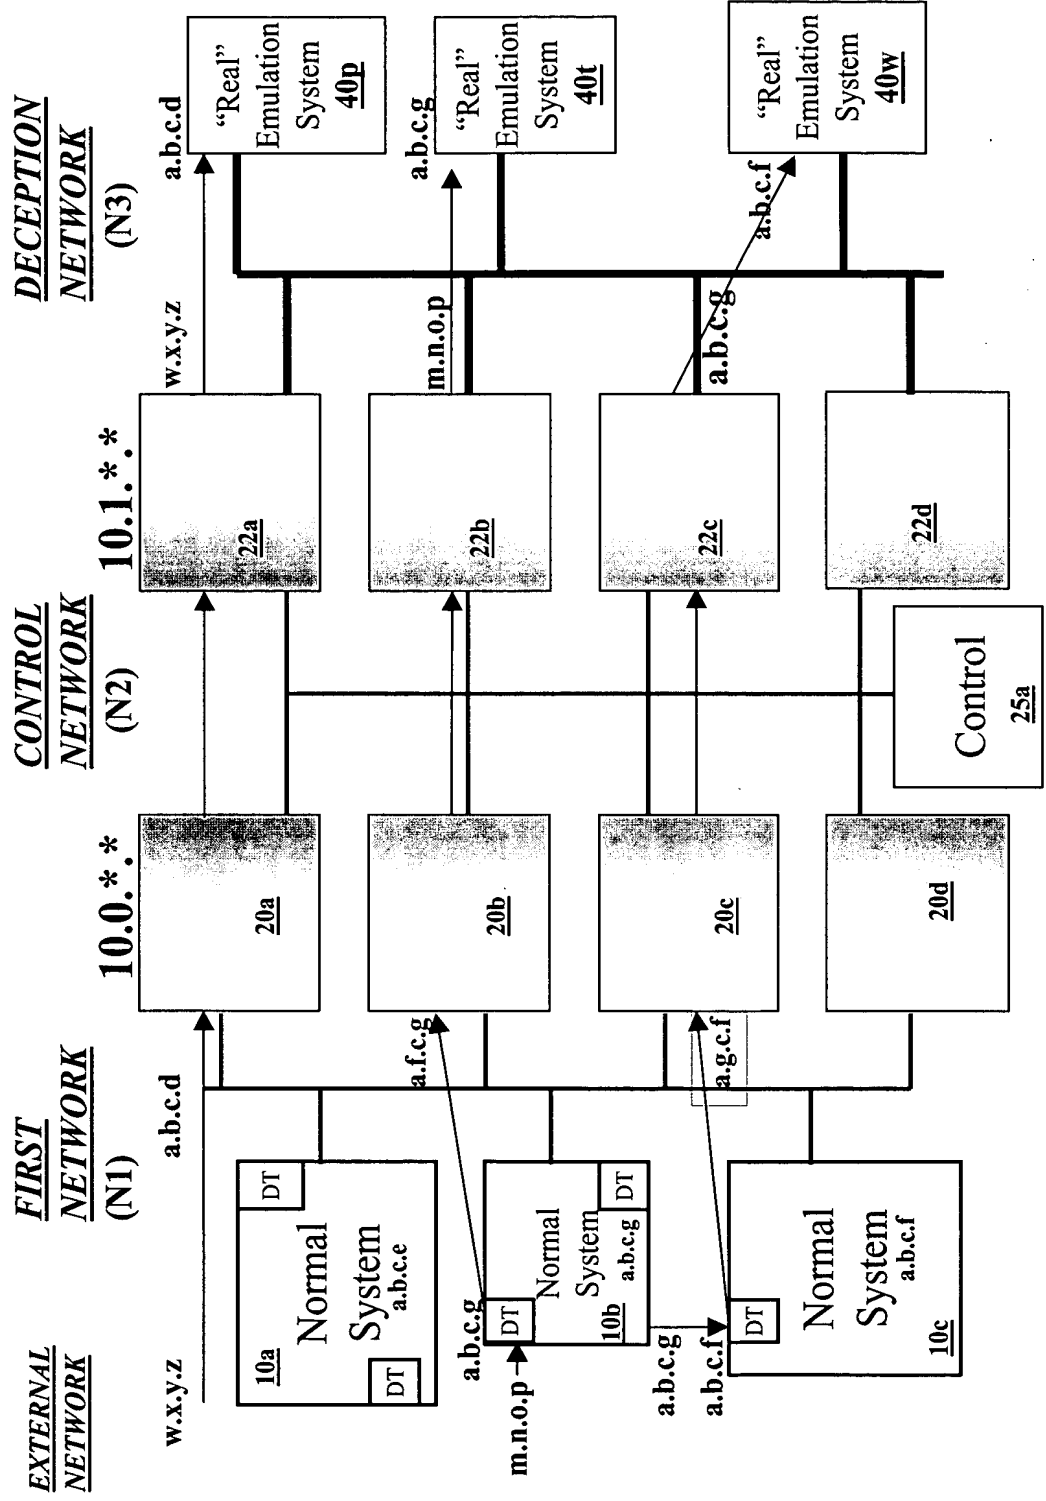 EXTERNAL
NETWORK
FIRST
NETWORK
(N1)
CONTROL
NETWORK
(N2)
DECEPTION
NETWORK
(N3)
10.0.*.*
10.1.*.*
w.x.y.z
a.b.c.d
w.x.y.z
a.b.c.d
10a
Normal
System
a.b.c.e
DT
DT
20a
22a
"Real"
Emulation
System
40p
a.b.c.g
m.n.o.p
DT
Normal
System
a.b.c.g
10b
DT
a.f.c.g
20b
22b
m.n.o.p
a.b.c.g
"Real"
Emulation
System
40t
a.b.c.g
a.b.c.f
DT
Normal
System
a.b.c.f
10c
a.g.c.f
20c
22c
a.b.c.g
a.b.c.f
"Real"
Emulation
System
40w
20d
22d
Control
25a